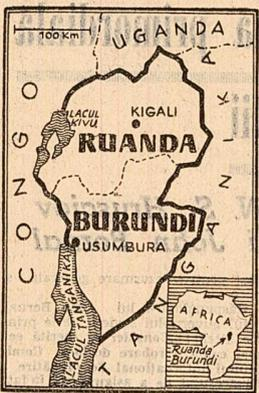 100 Km
UGANDA
CONGO
LACUL
KIVU
KIGALI
RUANDA
BURUNDI
USUMBURA
LACUL TANGANIKA
TANGANIKA
AFRICA
Ruanda
Burundi